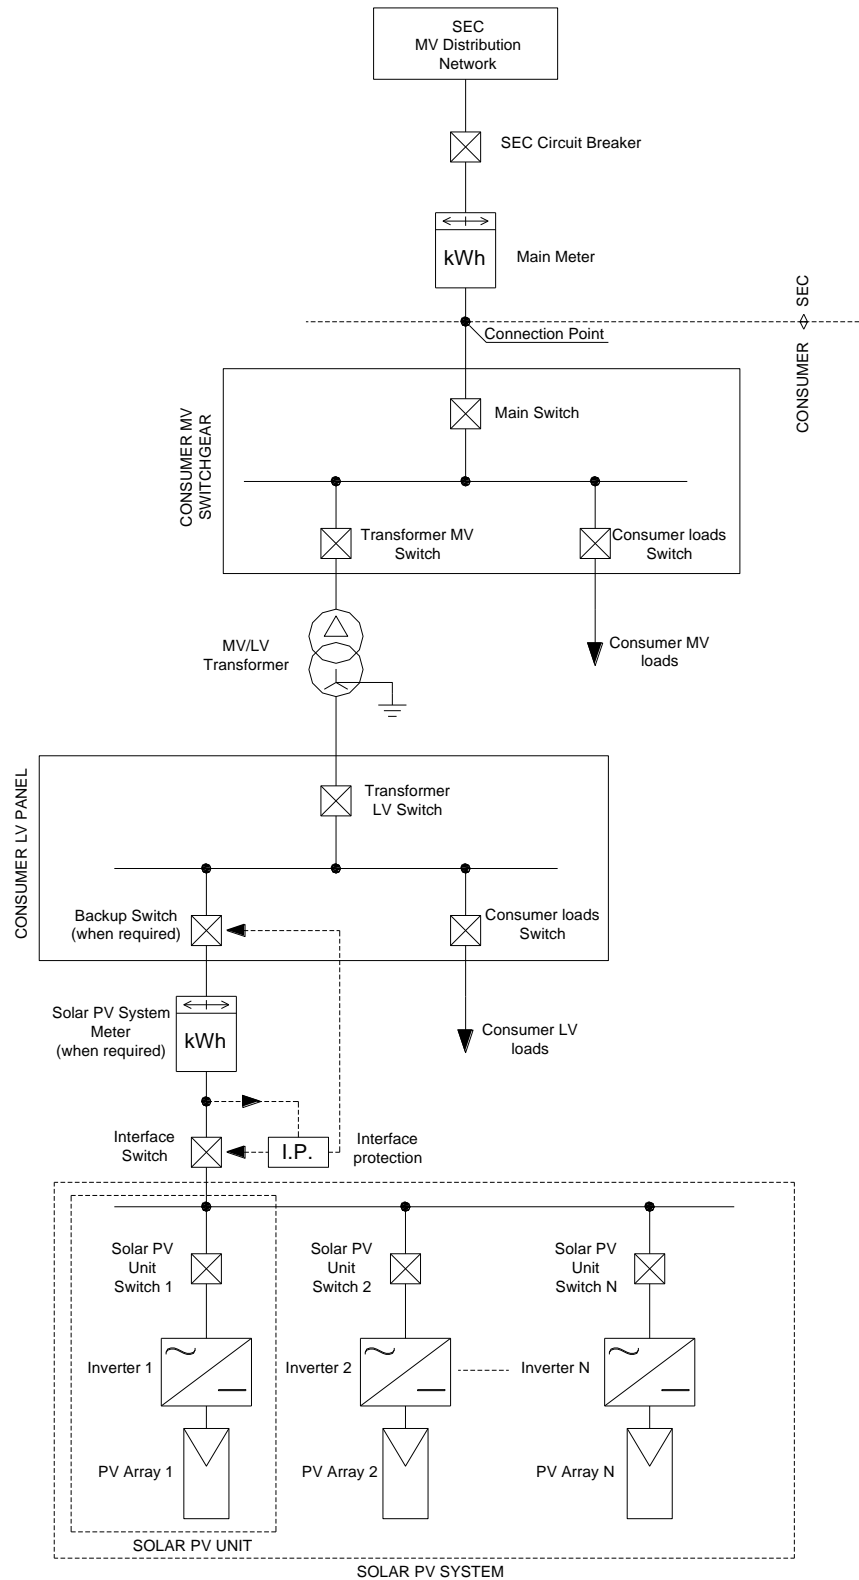 SEC
MV Distribution
Network
SEC Circuit Breaker
kWh
Main Meter
SEC
CONSUMER
Connection Point
CONSUMER MV
SWITCHGEAR
Main Switch
Transformer MV
Switch
Consumer loads
Switch
MV/LV
Transformer
Consumer MV
loads
CONSUMER LV PANEL
Transformer
LV Switch
Backup Switch
(when required)
Consumer loads
Switch
Solar PV System
Meter
(when required)
kWh
Consumer LV
loads
Interface
Switch
I.P.
Interface
protection
Solar PV
Unit
Switch 1
Solar PV
Unit
Switch 2
Solar PV
Unit
Switch N
Inverter 1
Inverter 2
Inverter N
PV Array 1
PV Array 2
PV Array N
SOLAR PV UNIT
SOLAR PV SYSTEM